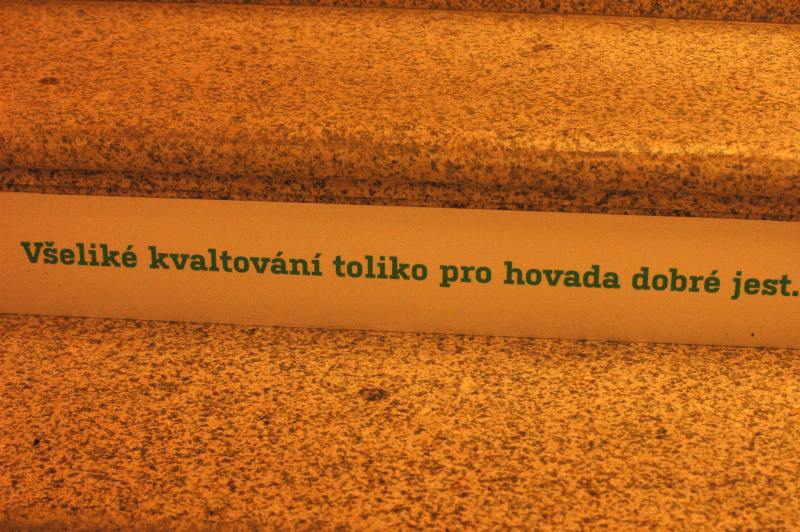 Všeliké kvaltování toliko pro hovada dobré jest.